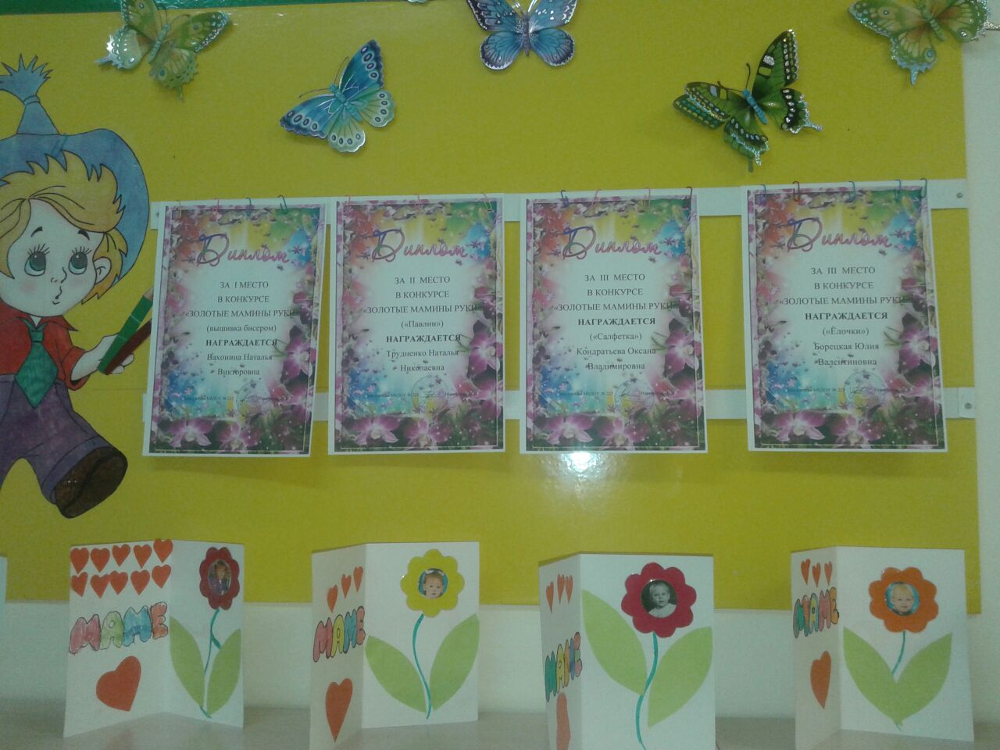 Диплом
ЗА I МЕСТО
В КОНКУРСЕ
«ЗОЛОТЫЕ МАМИНЫ РУКИ»
(вышивка бисером)
НАГРАЖДАЕТСЯ
Вахонина Наталья
Викторовна
Диплом
ЗА II МЕСТО
В КОНКУРСЕ
«ЗОЛОТЫЕ МАМИНЫ РУКИ»
(«Павлин»)
НАГРАЖДАЕТСЯ
Трудненко Наталья
Николаевна
Диплом
ЗА III МЕСТО
В КОНКУРСЕ
«ЗОЛОТЫЕ МАМИНЫ РУКИ»
НАГРАЖДАЕТСЯ
(«Салфетка»)
Кондратьева Оксана
Владимировна
Диплом
ЗА III МЕСТО
В КОНКУРСЕ
«ЗОЛОТЫЕ МАМИНЫ РУКИ»
НАГРАЖДАЕТСЯ
(«Ёлочки»)
Борецкая Юлия
Валентиновна
МАМЕ
МАМЕ
МАМЕ
МАМЕ